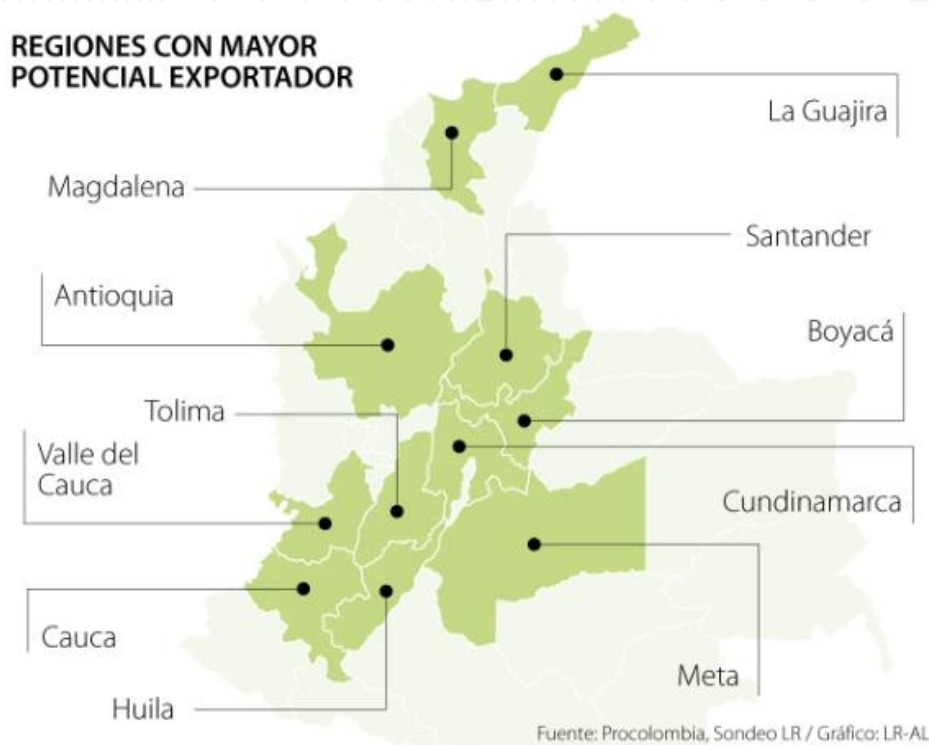 REGIONES CON MAYOR
POTENCIAL EXPORTADOR
La Guajira
Magdalena
Santander
Antioquia
Boyacá
Tolima
Valle del
Cauca
Cundinamarca
Cauca
Meta
Huila
Fuente: Procolombia, Sondeo LR / Gráfico: LR-AL